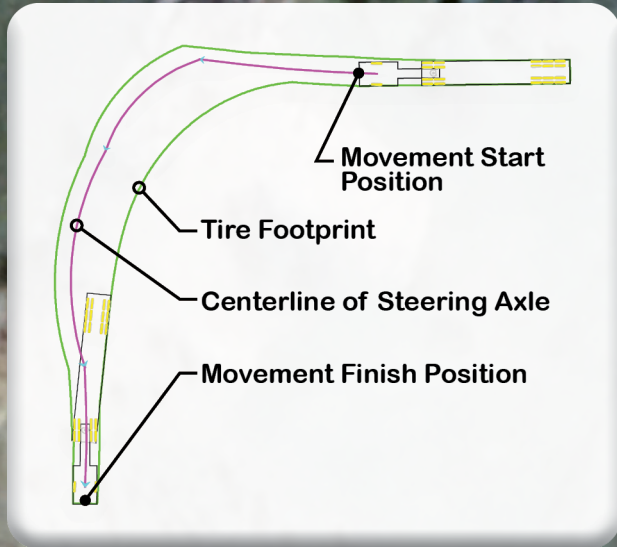 Movement Start
Position
Tire Footprint
Centerline of Steering Axle
Movement Finish Position